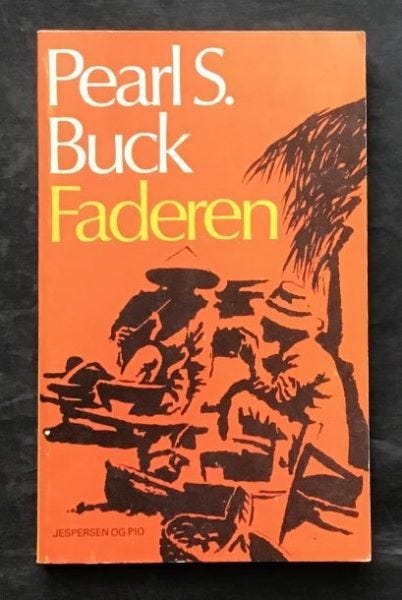 Pearl S.
Buck
Faderen
JESPERSEN OG PIO